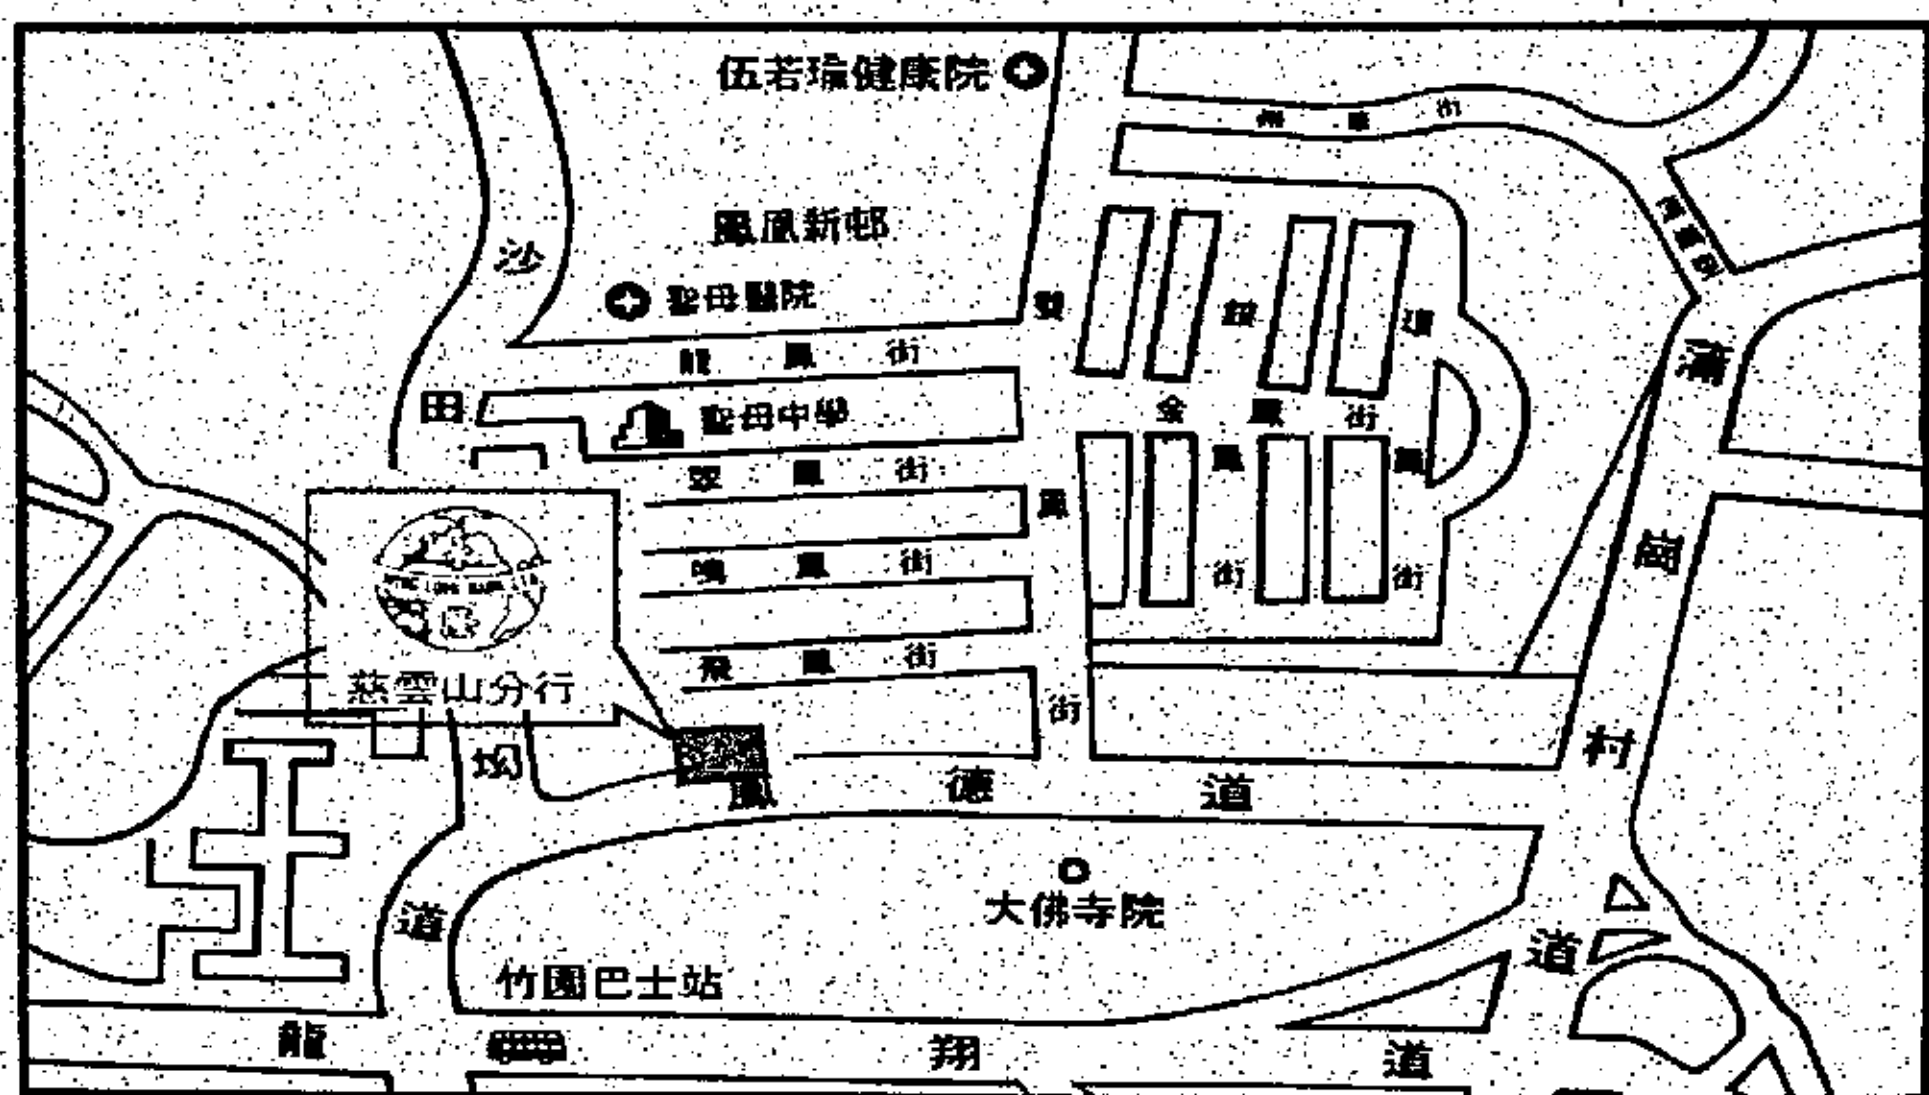 伍若瑜健康院
鳳凰新邨
聖母醫院
沙田坳道
龍鳳街
聖母中學
翠鳳街
鳴鳳街
飛鳳街
雙鳳街
金鳳街
銀鳳街
慈雲山分行
鳳德道
大佛寺院
竹園巴士站
龍翔道
蒲崗村道